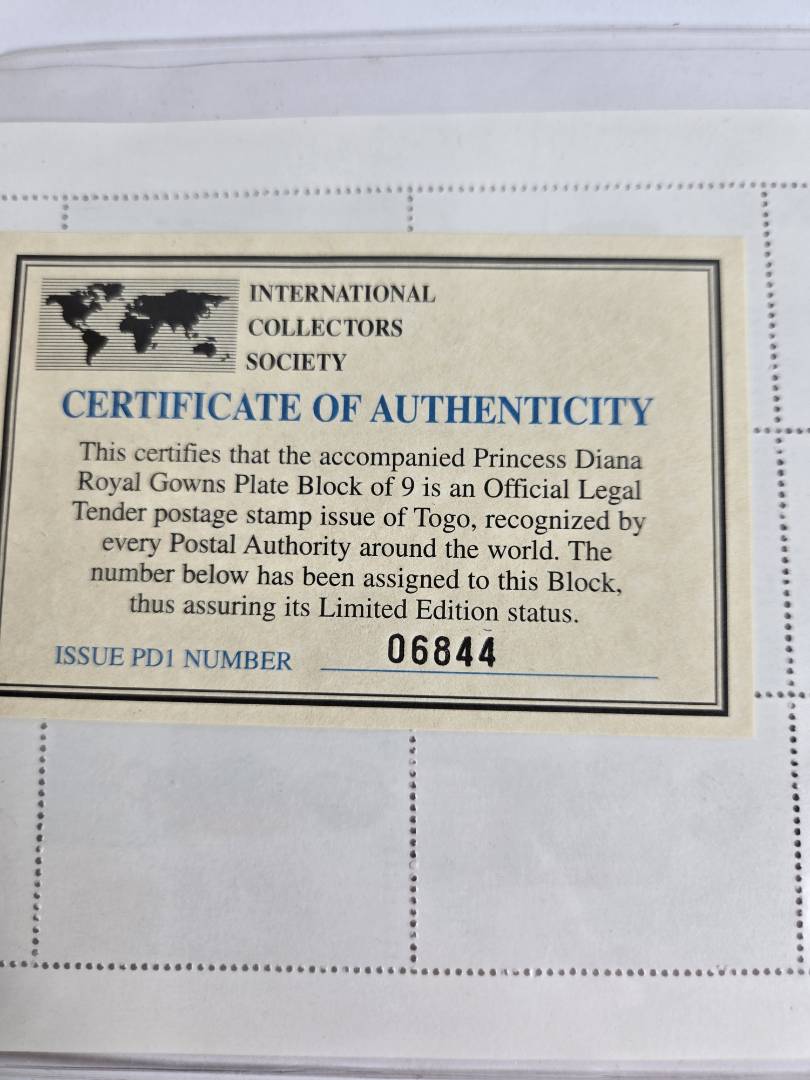 INTERNATIONAL
COLLECTORS
SOCIETY
CERTIFICATE OF AUTHENTICITY
This certifies that the accompanied Princess Diana
Royal Gowns Plate Block of 9 is an Official Legal
Tender postage stamp issue of Togo, recognized by
every Postal Authority around the world. The
number below has been assigned to this Block,
thus assuring its Limited Edition status.
ISSUE PD1 NUMBER 06844